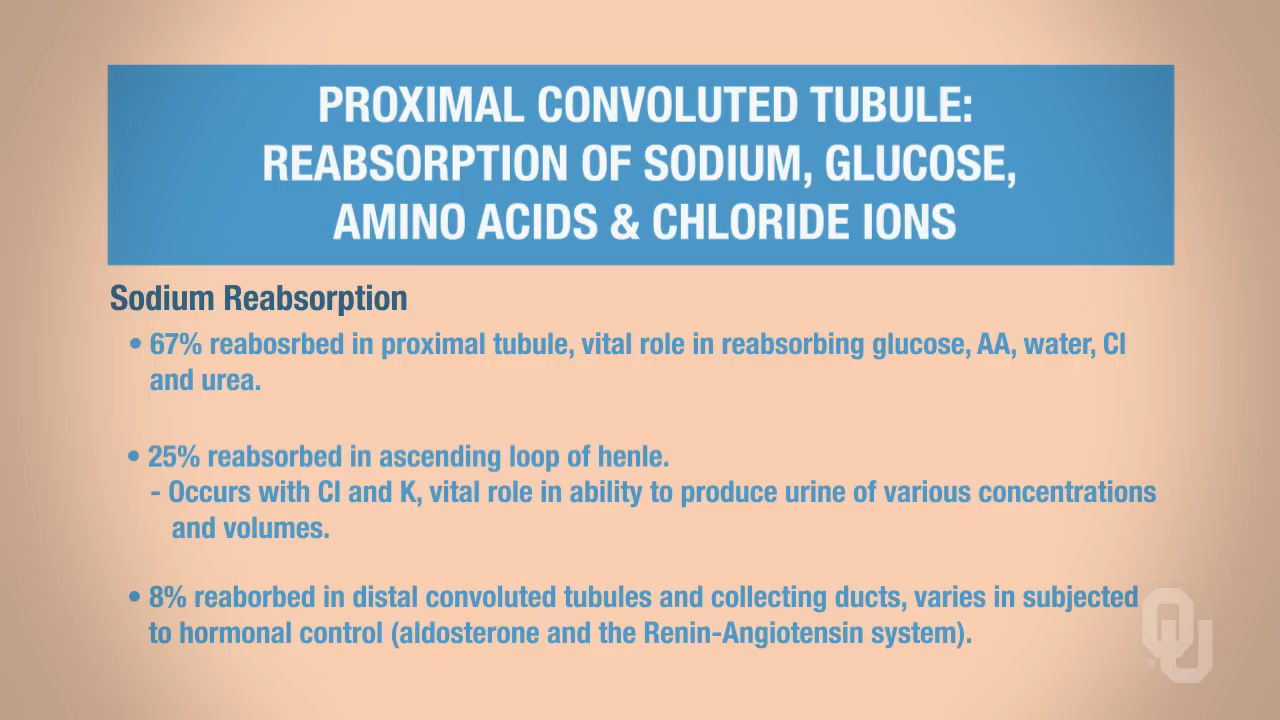 PROXIMAL CONVOLUTED TUBULE:
REABSORPTION OF SODIUM, GLUCOSE,
AMINO ACIDS & CHLORIDE IONS
Sodium Reabsorption
• 67% reabosrbed in proximal tubule, vital role in reabsorbing glucose, AA, water, Cl
and urea.
• 25% reabsorbed in ascending loop of henle.
- Occurs with Cl and K, vital role in ability to produce urine of various concentrations
and volumes.
• 8% reaborbed in distal convoluted tubules and collecting ducts, varies in subjected
to hormonal control (aldosterone and the Renin-Angiotensin system).
OU
®